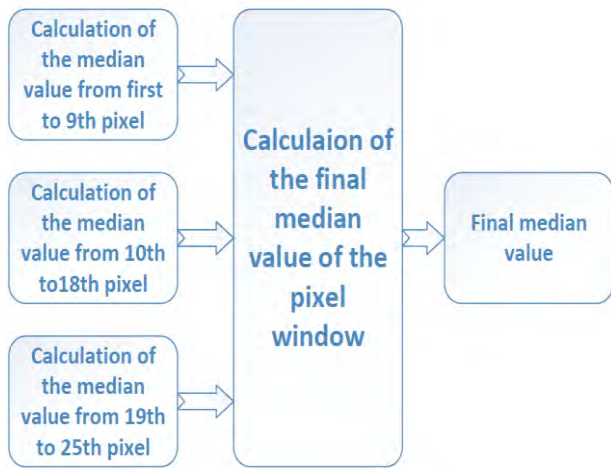 Calculation of
the median
value from first
to 9th pixel
Calculation of
the median
value from 10th
to18th pixel
Calculation of
the median
value from 19th
to 25th pixel
Calculaion of
the final
median
value of the
pixel
window
Final median
value